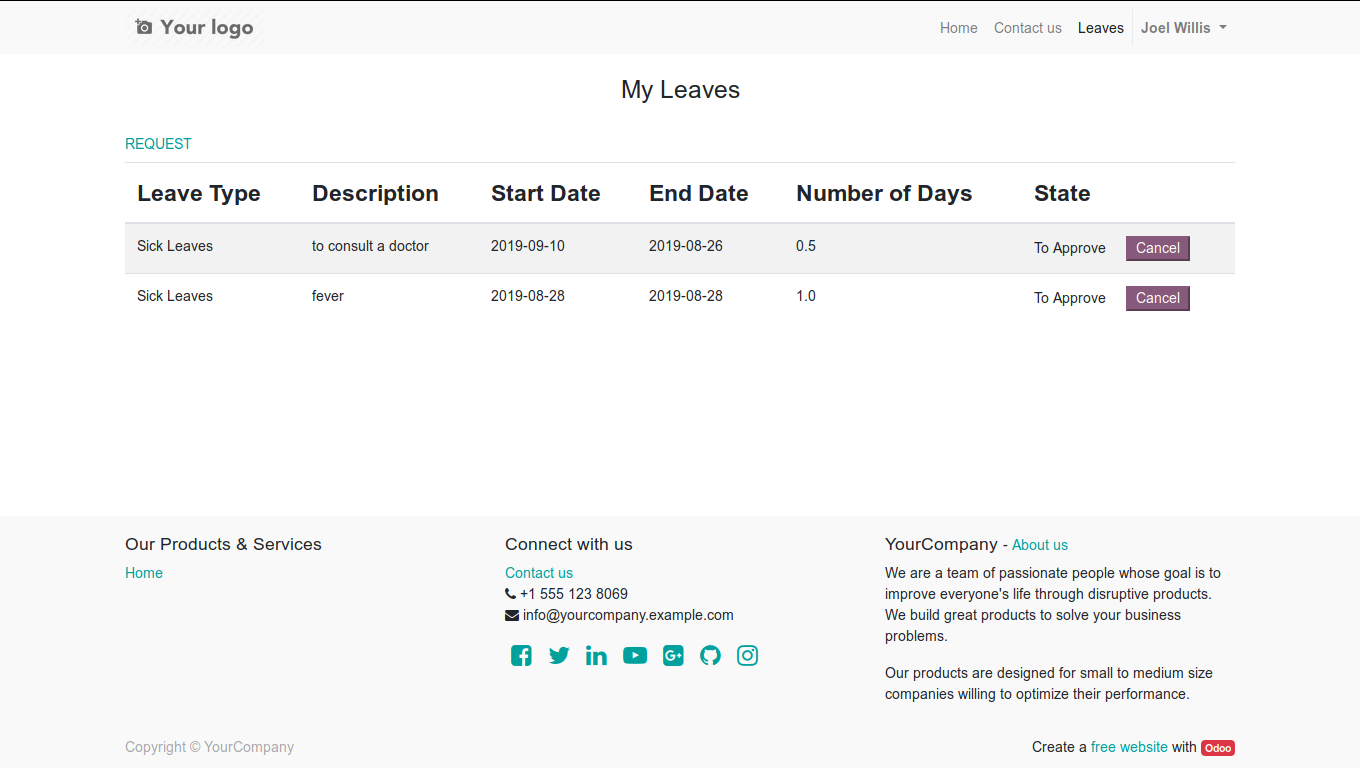 Your logo
Home Contact us Leaves Joel Willis
My Leaves
REQUEST
Leave Type Description Start Date End Date Number of Days State
Sick Leaves to consult a doctor 2019-09-10 2019-08-26 0.5 To Approve Cancel
Sick Leaves fever 2019-08-28 2019-08-28 1.0 To Approve Cancel
Our Products & Services
Home
Connect with us
Contact us
+1 555 123 8069
info@yourcompany.example.com
YourCompany - About us
We are a team of passionate people whose goal is to
improve everyone's life through disruptive products.
We build great products to solve your business
problems.
Our products are designed for small to medium size
companies willing to optimize their performance.
Copyright © YourCompany
Create a free website with Odoo